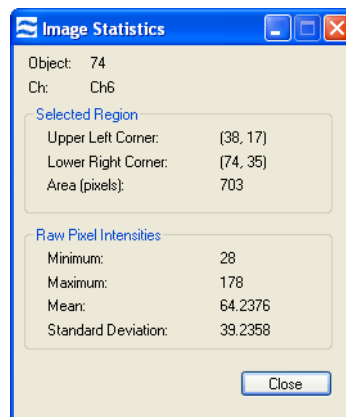 Image Statistics
Object: 74
Ch: Ch6
Selected Region
Upper Left Corner: (38, 17)
Lower Right Corner: (74, 35)
Area (pixels): 703
Raw Pixel Intensities
Minimum: 28
Maximum: 178
Mean: 64.2376
Standard Deviation: 39.2358
Close